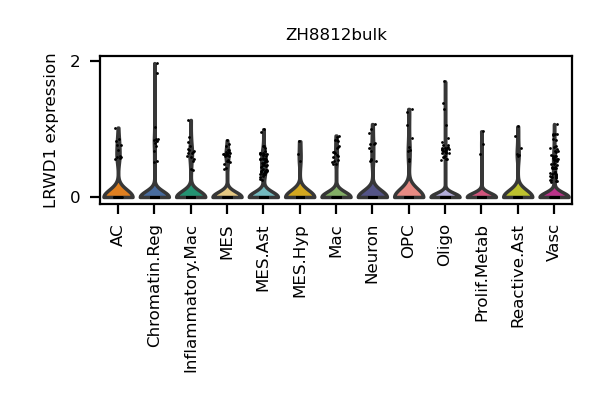 ZH8812bulk
LRWD1 expression
2
0
AC
Chromatin.Reg
Inflammatory.Mac
MES
MES.Ast
MES.Hyp
Mac
Neuron
OPC
Oligo
Prolif.Metab
Reactive.Ast
Vasc